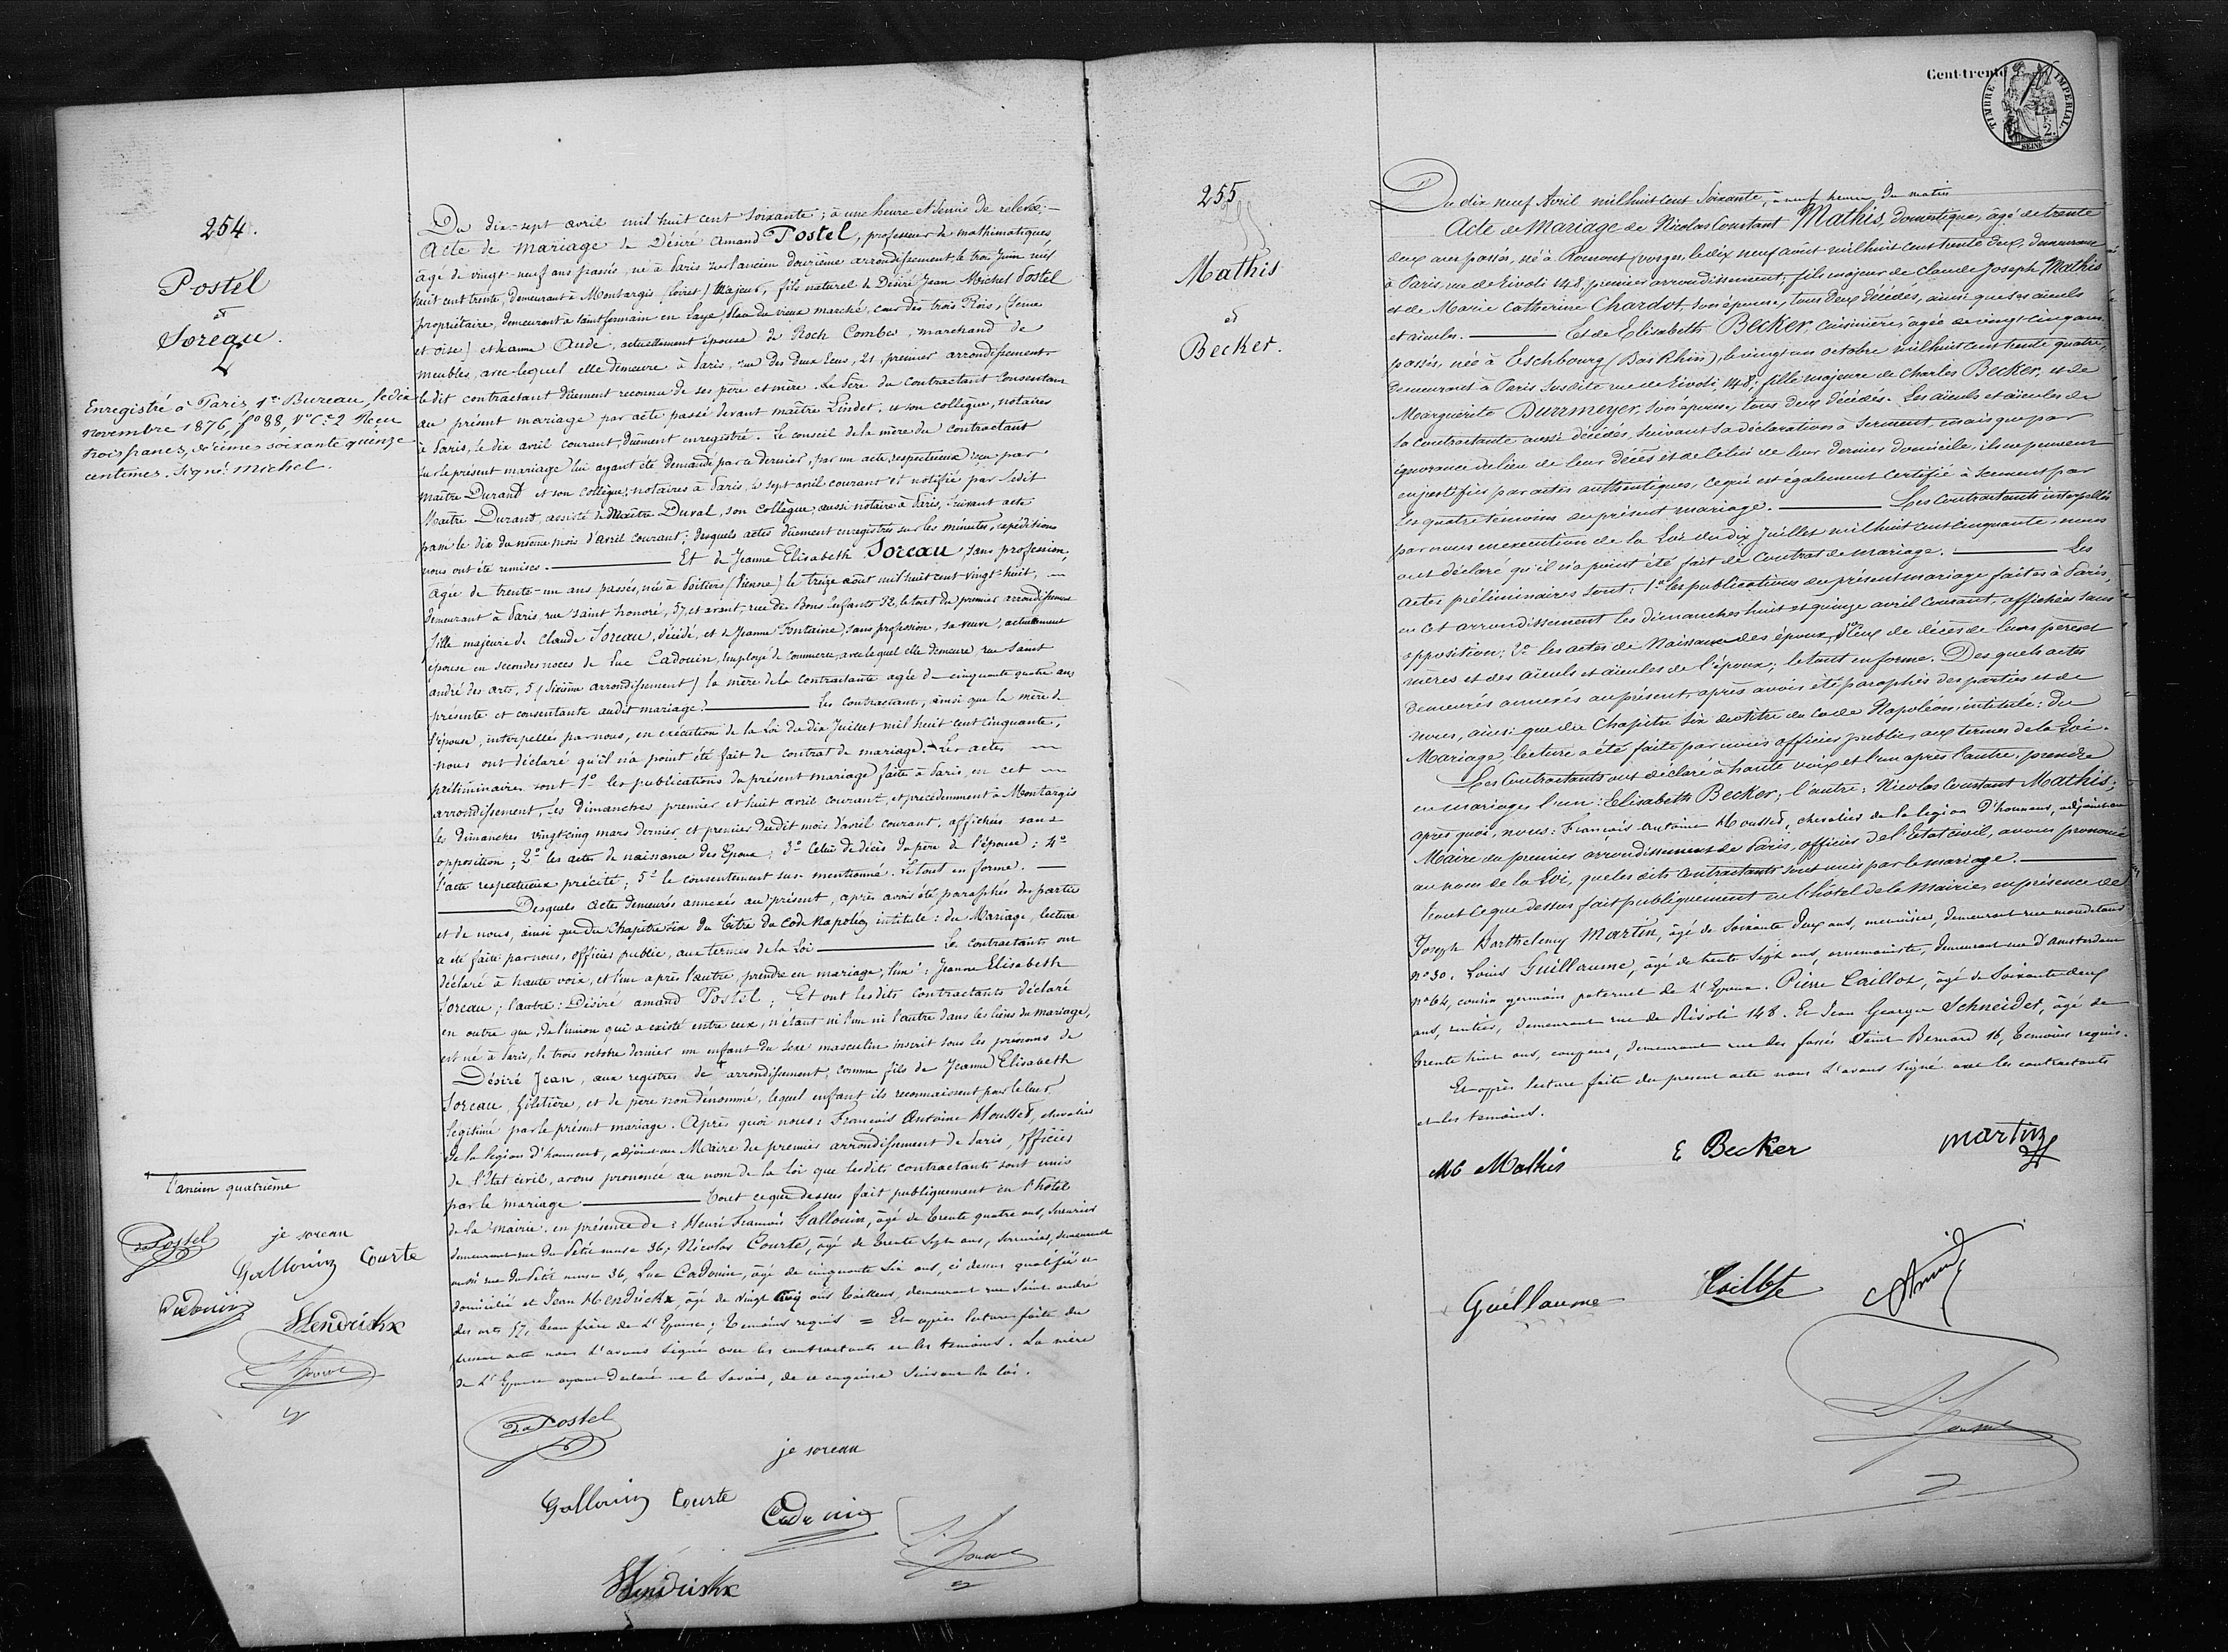 254.
Postel
et
Soreau.
Enregistré à Paris, 1er Bureau, le dix
novembre 1876, fo 88, Vo Ce 2 Reçu
trois francs, décimes soixante quinze
centimes. Signé Michel.
l'ancien quatrième
da Postel
je soreau
Gallouin Courte
Cadouin
Hendrickx
Du dix-sept avril mil huit cent soixante ; à une heure et demie de relevée ;
Acte de mariage de Désiré Amand Postel, professeur de mathématiques
âgé de vingt-neuf ans passés, né à Paris sur l'ancien douzième arrondissement, le trois Juin mil
huit cent trente, demeurant à Montargis (Loiret) Majeur, fils naturel de Désiré Jean Michel Postel
propriétaire, demeurant à Saint Germain en Laye, place du vieux marché, cour des trois Rois, (Seine
et oise) et Jeanne Aude, actuellement épouse de Roch Combes, marchand de
meubles, avec lequel elle demeure à Paris, rue des deux Ecus, 21, premier arrondissement
le dit contractant dûment reconnu de ses père et mère. Le Père du contractant consentant
au présent mariage par acte passé devant maître Lindet, et son collègue, notaires
à Paris, le dix avril courant, dûment enregistré. Le conseil de la mère du contractant
sur le présent mariage lui ayant été demandé par ce dernier, par un acte respectueux reçu par
maître Durant et son collègue, notaires à Paris, le sept avril courant et notifié par ledit
Maître Durant, assisté de Maître Duval, son collègue, aussi notaire à Paris, suivant acte
passé le dix du même mois d'avril courant ; desquels actes dûment enregistrés sur les minutes, expéditions
nous ont été remises. Et de Jeanne Elisabeth Soreau, sans profession,
âgée de trente-un ans passés, née à Poitiers (Vienne) le treize août mil huit cent vingt-huit,
demeurant à Paris rue Saint honoré, 57, et avant, rue des Bons Enfants 32, le tout du premier arrondissement
fille majeure de Claude Soreau, décédé, et de Jeanne Fontaine, sans profession, sa veuve, actuellement
épouse en secondes noces de Luc Cadouin, employé de commerce, avec lequel elle demeure, rue Saint
andré des arts, 57 (Sixième arrondissement) la mère de la contractante agée de cinquante quatre ans
présente et consentante audit mariage. Les contractants, ainsi que la mère de
l'épouse, interpellés par nous, en exécution de la Loi du dix Juillet mil huit cent cinquante,
nous ont déclaré qu'il n'a point été fait de contrat de mariage. Les actes
préliminaires sont 1o les publications du présent mariage faite à Paris, en cet
arrondissement, les dimanches premier et huit avril courant, et précédemment à Montargis
les dimanches vingt-cinq mars dernier et premier dudit mois d'avril courant, affichés sans
opposition ; 2o les actes de naissance des Epoux ; 3o Celui de décès du père de l'épouse ; 4o
l'acte respectueux précité ; 5o le consentement sus-mentionné. Le tout en forme.
Desquels acte demeurés annexés au présent, après avoir été paraphés des parties
et de nous, ainsi que du Chapitre six du titre du Code Napoléon intitulé : du Mariage, lecture
a été faite par nous, officier public, aux termes de la Loi Les contractants ont
déclaré à haute voix, et l'un après l'autre, prendre en mariage, l'un : Jeanne Elisabeth
Soreau ; l'autre : Désiré amand Postel ; Et ont lesdits contractants déclaré
en outre que, de l'union qui a existé entre eux, n'étant ni l'un ni l'autre dans les liens du mariage,
est né à Paris, le trois octobre dernier un enfant du sexe masculin inscrit sous les prénoms de
Désiré Jean, aux registres de arrondissement, comme fils de Jeanne Elisabeth
Soreau, giletière, et de père non dénommé, lequel enfant ils reconnaissent pour le leur
légitimé par le présent mariage. Après quoi nous : François Antoine Mousset, chevalier
de la légion d'honneur, adjoint au Maire du premier arrondissement de Paris, officier
de l'Etat civil, avons prononcé au nom de la Loi que lesdits contractants sont unis
par le mariage Tout ce que dessus fait publiquement en l'hôtel
de la mairie, en présence de : Henri François Gallouin, âgé de trente quatre ans, serrurier
demeurant rue du Petit musc 36, Nicolas Courte, âgé de trente sept ans, serrurier, demeurant
aussi rue du Petit musc 36, Luc Cadouin, âgé de cinquante six ans, ci dessus qualifié et
domicilié et Jean Hendrickx, âgé de vingt cinq ans tailleur, demeurant rue Saint andré
des arts 57, beau frère de L'Epouse ; témoins requis = Et après lecture faite du
présent acte nous l'avons signé avec les contractants et les témoins. La mère
de L'Epouse ayant déclaré ne le savoir, de ce enquise suivant la loi.
da Postel
je soreau
Gallouin Courte
Cadouin
Hendrickx
Cent-trente
TIMBRE IMPERIAL
SEINE
255
Mathis
et
Becker.
Du dix neuf Avril mil huit cent Soixante, à neuf heures du matin
Acte de Mariage de Nicolas Constant Mathis, domestique, âgé de trente
deux ans passés, né à Romont, vosges, le dix neuf août mil huit cent trente deux, demeurant
à Paris, rue de Rivoli 148, premier arrondissement, fils majeur de Claude Joseph Mathis
et de Marie Catherine Chardot, son épouse, tous deux décédés, ainsi que ses aïeuls
et aïeules. Et de Elisabeth Becker, cuisinière, âgée de vingt cinq ans
passés, née à Eschbourg (Bas Rhin), le vingt un octobre mil huit cent trente quatre,
demeurant à Paris susdite rue de Rivoli, 148 ; fille majeure de Charles Becker, et de
Marguerite Durrmeyer, son épouse, tous deux décédés. Les aïeuls et aïeules de
la contractante aussi décédés, suivant sa déclaration à serment, mais que par
ignorance du lieu de leur décès et de celui de leur dernier domicile, ils ne peuvent
en justifier par actes authentiques, ce qui est également certifié à serment par
les quatre témoins du présent mariage. Les contractants interpellés
par nous en exécution de la Loi du dix Juillet mil huit cent cinquante, nous
ont déclaré qu'il n'a point été fait de Contrat de mariage. Les
actes préliminaires sont : 1o les publications du présent mariage faites à Paris,
en cet arrondissement les dimanches huit et quinze avril courant, affichées sans
opposition ; 2o les actes de Naissance des époux, 3o ceux de décès de leurs pères et
mères et des aïeuls et aïeules de l'époux ; le tout en forme. Desquels actes
demeurés annexés au présent, après avoir été paraphés des parties et de
nous, ainsi que du Chapitre Six du titre du Code Napoléon, intitulé : du
Mariage, lecture a été faite par nous officier public, aux termes de la Loi.
Les Contractants ont déclaré à haute voix et l'un après l'autre, prendre
en mariage, l'un : Elisabeth Becker, l'autre : Nicolas Constant Mathis ;
après quoi, nous : François Antoine Mousset, chevalier de la légion d'honneur, adjoint au
Maire du premier arrondissement de Paris, officier de l'Etat civil, avons prononcé
au nom de la Loi, que lesdits contractants sont unis par le mariage.
Tout ce que dessus fait publiquement en l'hôtel de la Mairie, en présence de
Joseph Barthelemy Martin, âgé de soixante deux ans, menuisier, demeurant rue mondetour
no 30. Louis Guillaume, âgé de trente sept ans, ornemaniste, demeurant rue d'Amsterdam
no 64, cousin germain paternel de l'Epoux. Pierre Caillot, âgé de soixante deux
ans, rentier, demeurant rue de Rivoli 148. Et Jean George Schneider, âgé de
trente huit ans, coupeur, demeurant rue des fossés Saint Bernard 16, témoins requis.
Et après lecture faite du present acte nous l'avons signé avec les contractants
et les témoins.
NC Mathis
E Becker
martin
Guillaume
Caillot